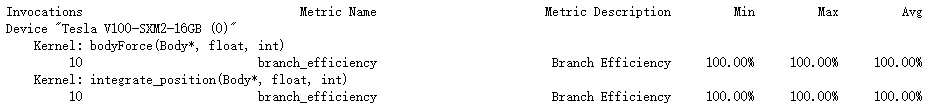 Invocations Metric Name Metric Description Min Max Avg
Device "Tesla V100-SXM2-16GB (0)"
Kernel: bodyForce(Body*, float, int)
10 branch_efficiency Branch Efficiency 100.00% 100.00% 100.00%
Kernel: integrate_position(Body*, float, int)
10 branch_efficiency Branch Efficiency 100.00% 100.00% 100.00%